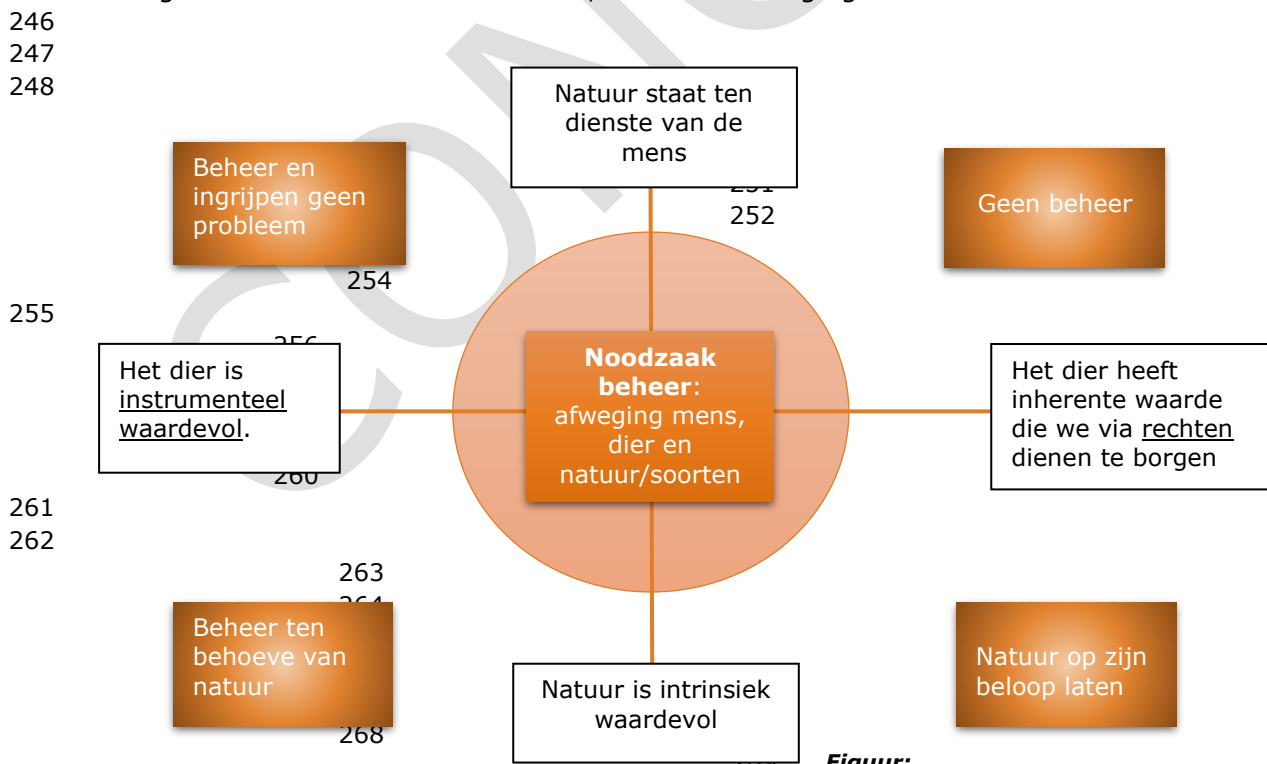 246
247
248
Natuur staat ten
dienste van de
mens
Beheer en
ingrijpen geen
probleem
Geen beheer
252
254
255
Het dier is
instrumenteel
waardevol.
Noodzaak
beheer:
afweging mens,
dier en
natuur/soorten
Het dier heeft
inherente waarde
die we via rechten
dienen te borgen
260
261
262
263
264
Beheer ten
behoeve van
natuur
Natuur is intrinsiek
waardevol
Natuur op zijn
beloop laten
268
Figuur: